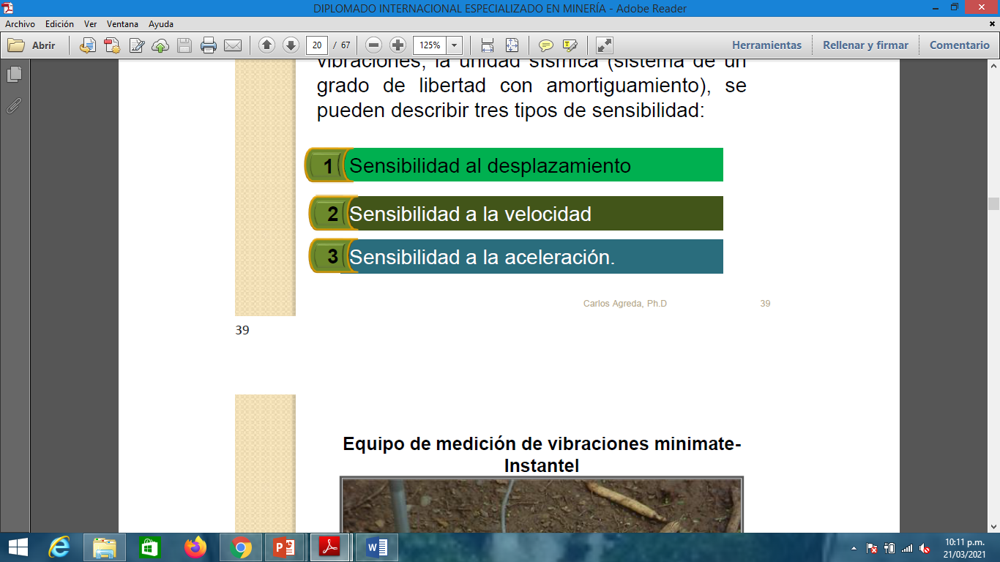 DIPLOMADO INTERNACIONAL ESPECIALIZADO EN MINERÍA - Adobe Reader
Archivo Edición Ver Ventana Ayuda
Abrir 20 / 67 125% Herramientas Rellenar y firmar Comentario
vibraciones, la unidad sísmica (sistema de un
grado de libertad con amortiguamiento), se
pueden describir tres tipos de sensibilidad:
1 Sensibilidad al desplazamiento
2 Sensibilidad a la velocidad
3 Sensibilidad a la aceleración.
Carlos Agreda, Ph.D 39
39
Equipo de medición de vibraciones minimate-
Instantel
10:11 p.m.
21/03/2021